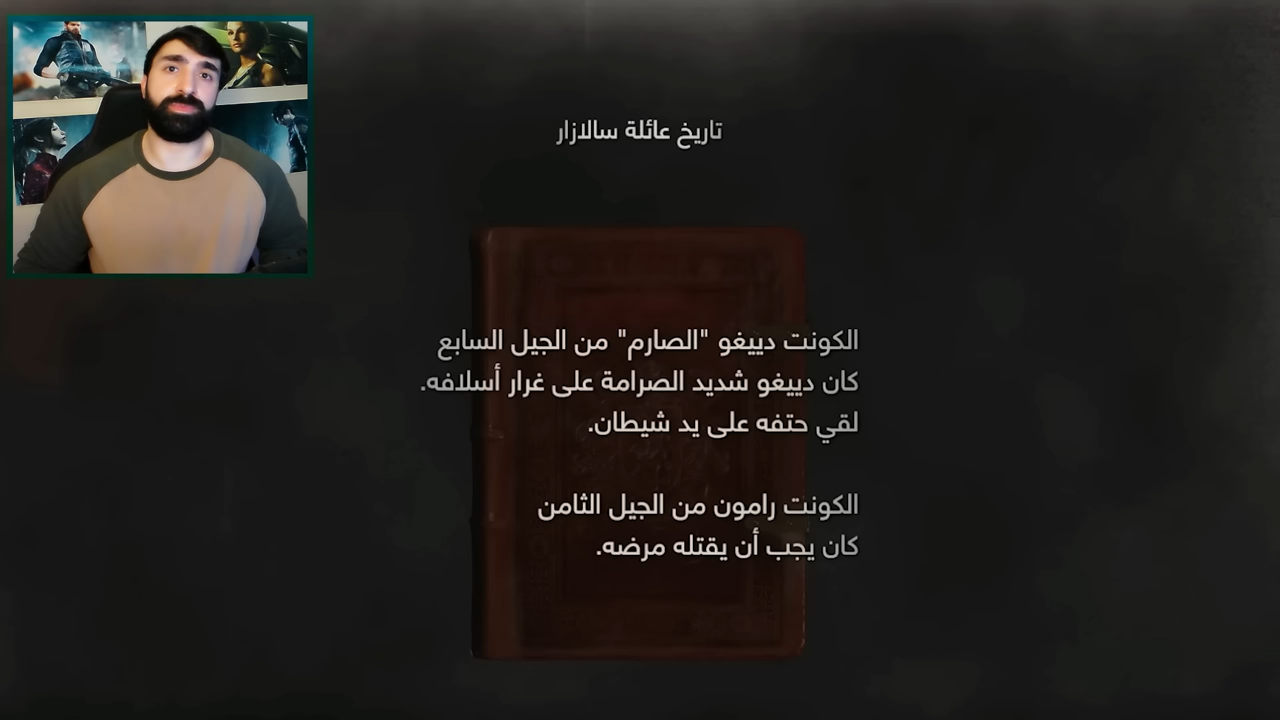 تاريخ عائلة سالازار
الكونت دييغو "الصارم" من الجيل السابع
كان دييغو شديد الصرامة على غرار أسلافه.
لقي حتفه على يد شيطان.
الكونت رامون من الجيل الثامن
كان يجب أن يقتله مرضه.